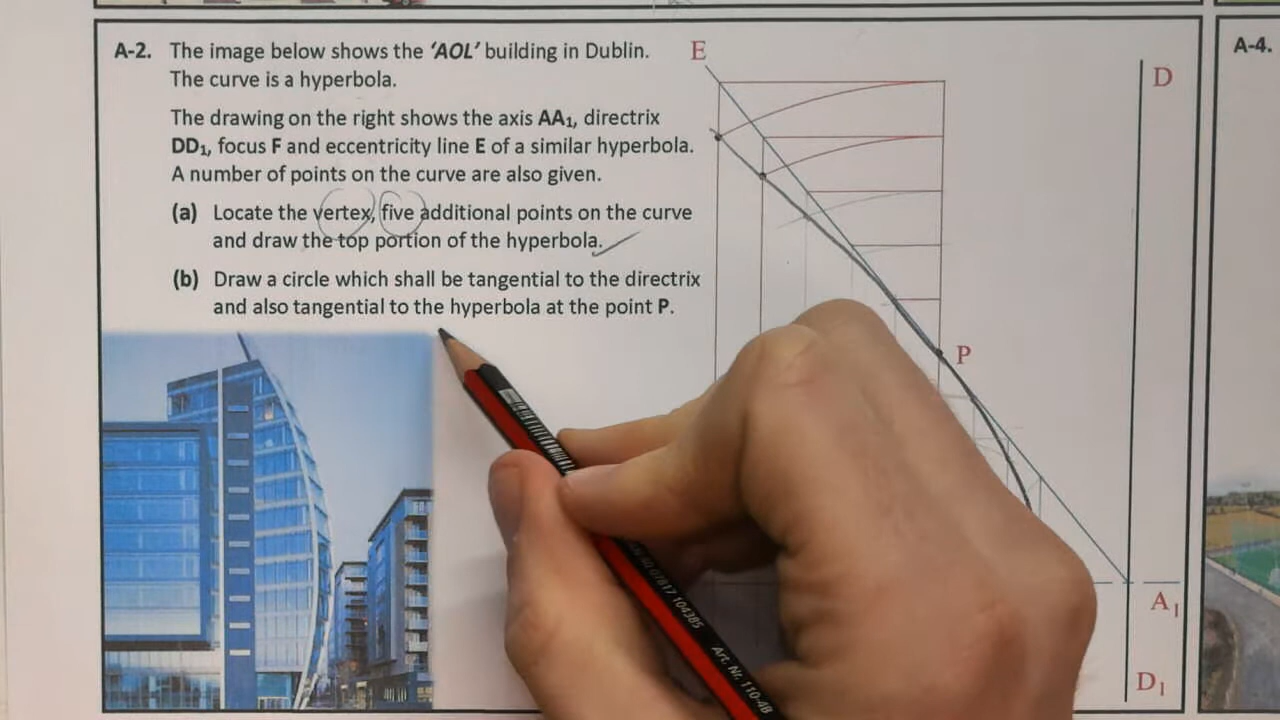 A-2. The image below shows the 'AOL' building in Dublin.
The curve is a hyperbola.
The drawing on the right shows the axis AA₁, directrix
DD₁, focus F and eccentricity line E of a similar hyperbola.
A number of points on the curve are also given.
(a) Locate the vertex, five additional points on the curve
and draw the top portion of the hyperbola.
(b) Draw a circle which shall be tangential to the directrix
and also tangential to the hyperbola at the point P.
E
D
P
A₁
D₁
A-4.
Art. Nr. 110-4B